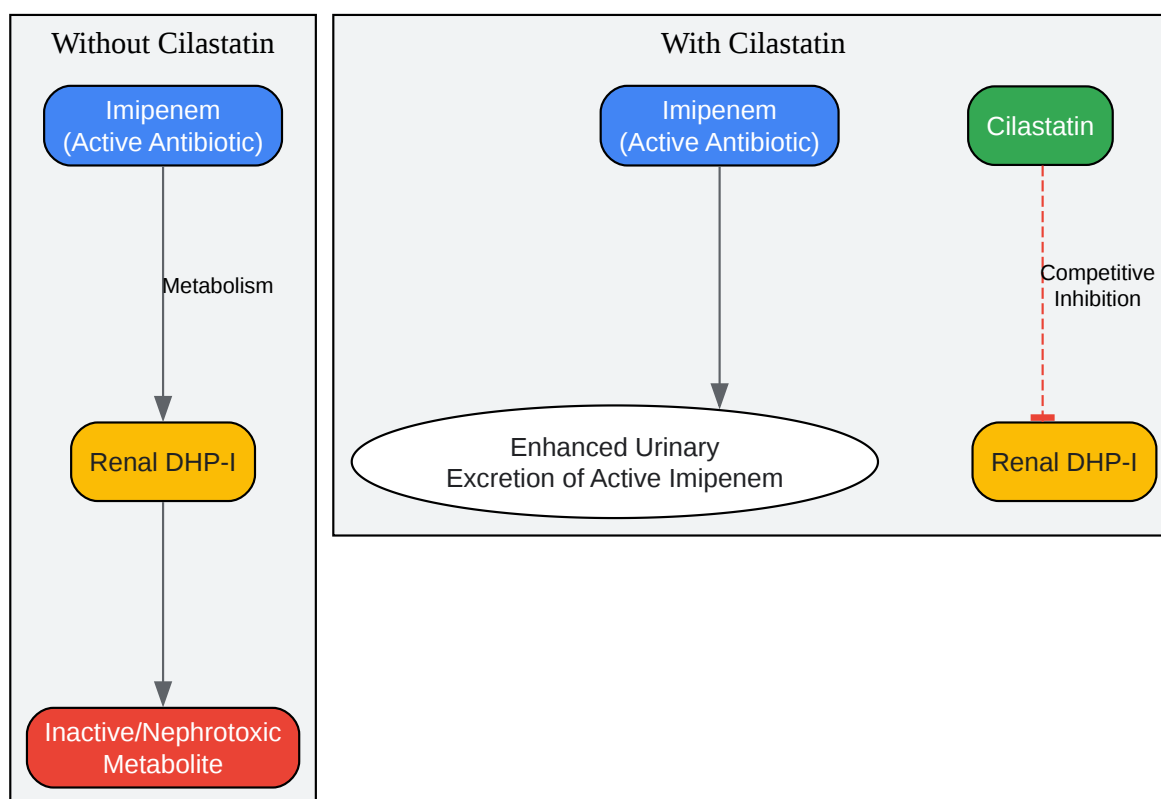 Without Cilastatin
Imipenem
(Active Antibiotic)
Metabolism
Renal DHP-I
Inactive/Nephrotoxic
Metabolite
With Cilastatin
Imipenem
(Active Antibiotic)
Enhanced Urinary
Excretion of Active Imipenem
Cilastatin
Competitive
Inhibition
Renal DHP-I